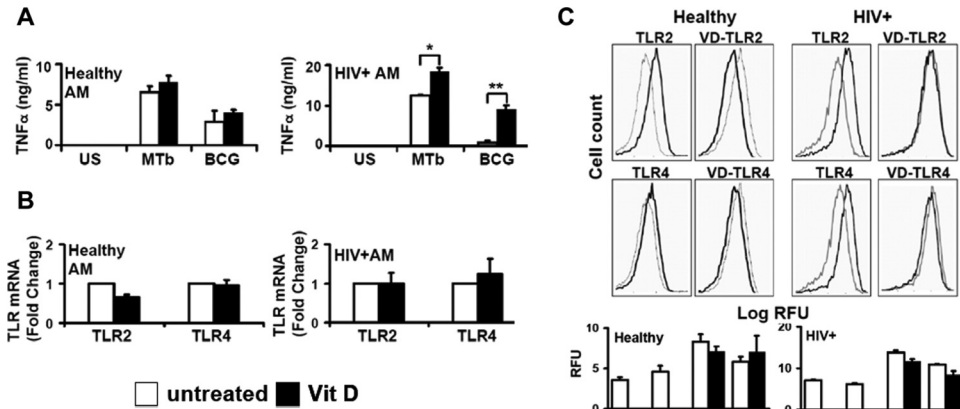 A
TNFα (ng/ml)
10
5
0
Healthy
AM
US MTb BCG
TNFα (ng/ml)
20
10
0
HIV+ AM
*
**
US MTb BCG
B
TLR mRNA
(Fold Change)
2
1
0
Healthy
AM
TLR2 TLR4
TLR mRNA
(Fold Change)
2
1
0
HIV+AM
TLR2 TLR4
untreated Vit D
C
Healthy HIV+
TLR2 VD-TLR2 TLR2 VD-TLR2
Cell count
TLR4 VD-TLR4 TLR4 VD-TLR4
Log RFU
RFU
10
5
0
Healthy
20
10
0
HIV+